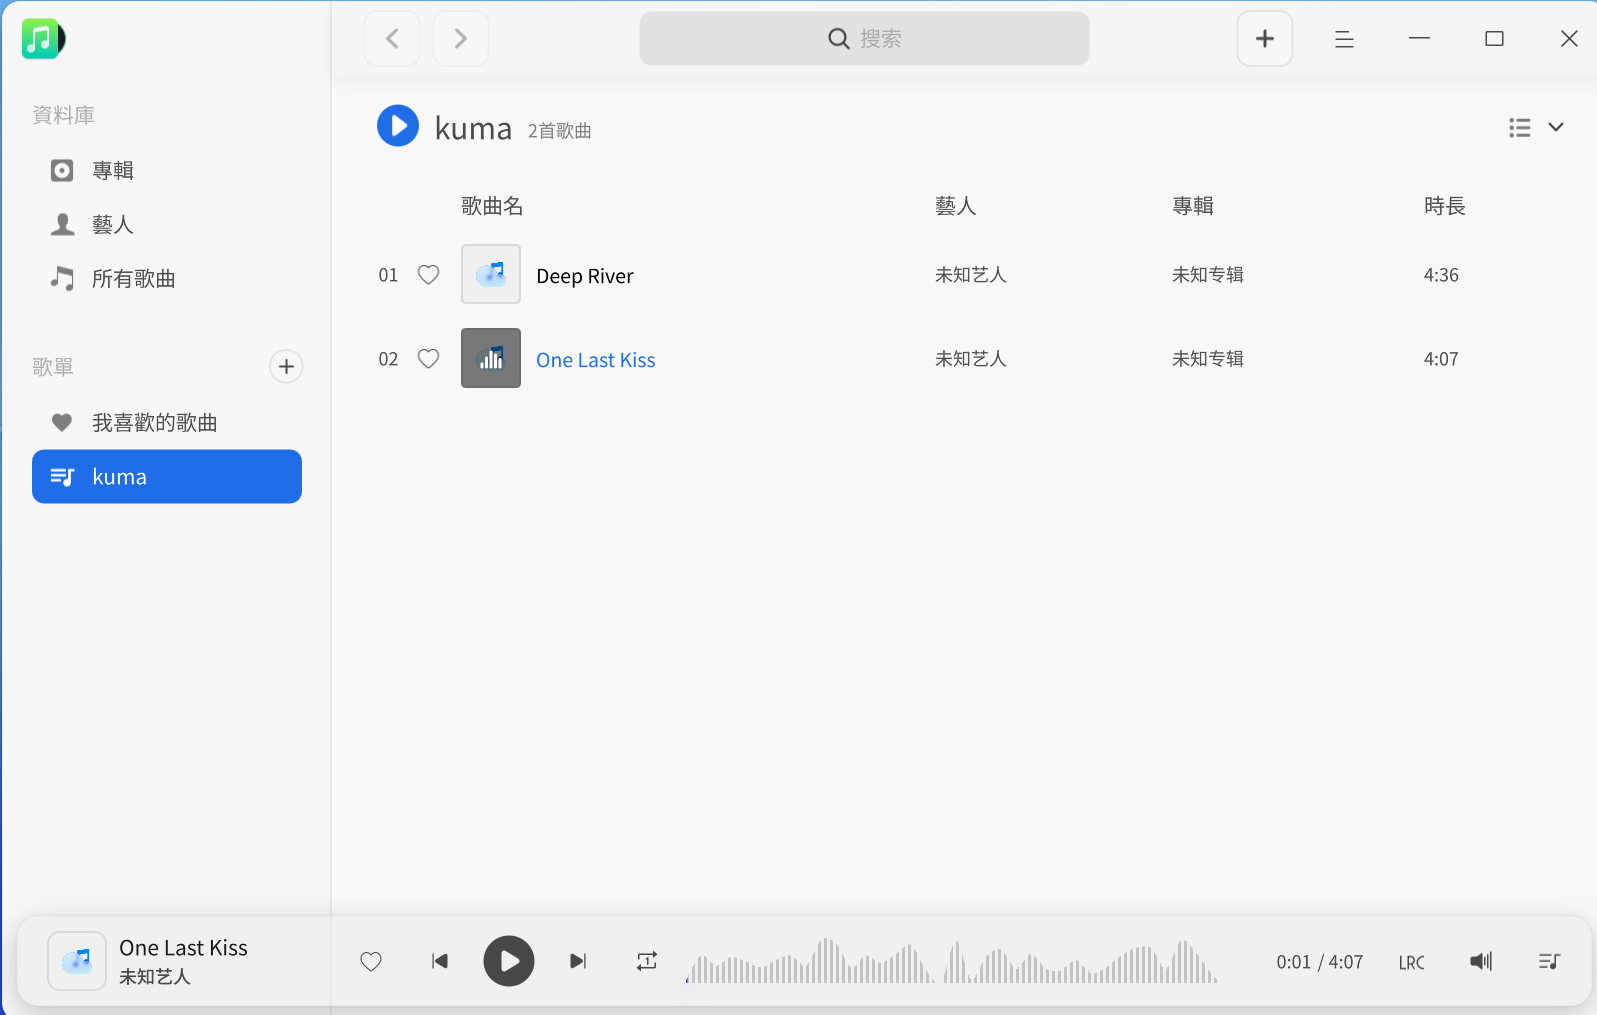 搜索
資料庫
專輯
藝人
所有歌曲
歌單
我喜歡的歌曲
kuma
kuma 2首歌曲
歌曲名 藝人 專輯 時長
01 Deep River 未知艺人 未知专辑 4:36
02 One Last Kiss 未知艺人 未知专辑 4:07
One Last Kiss
未知艺人
1
0:01 / 4:07 LRC